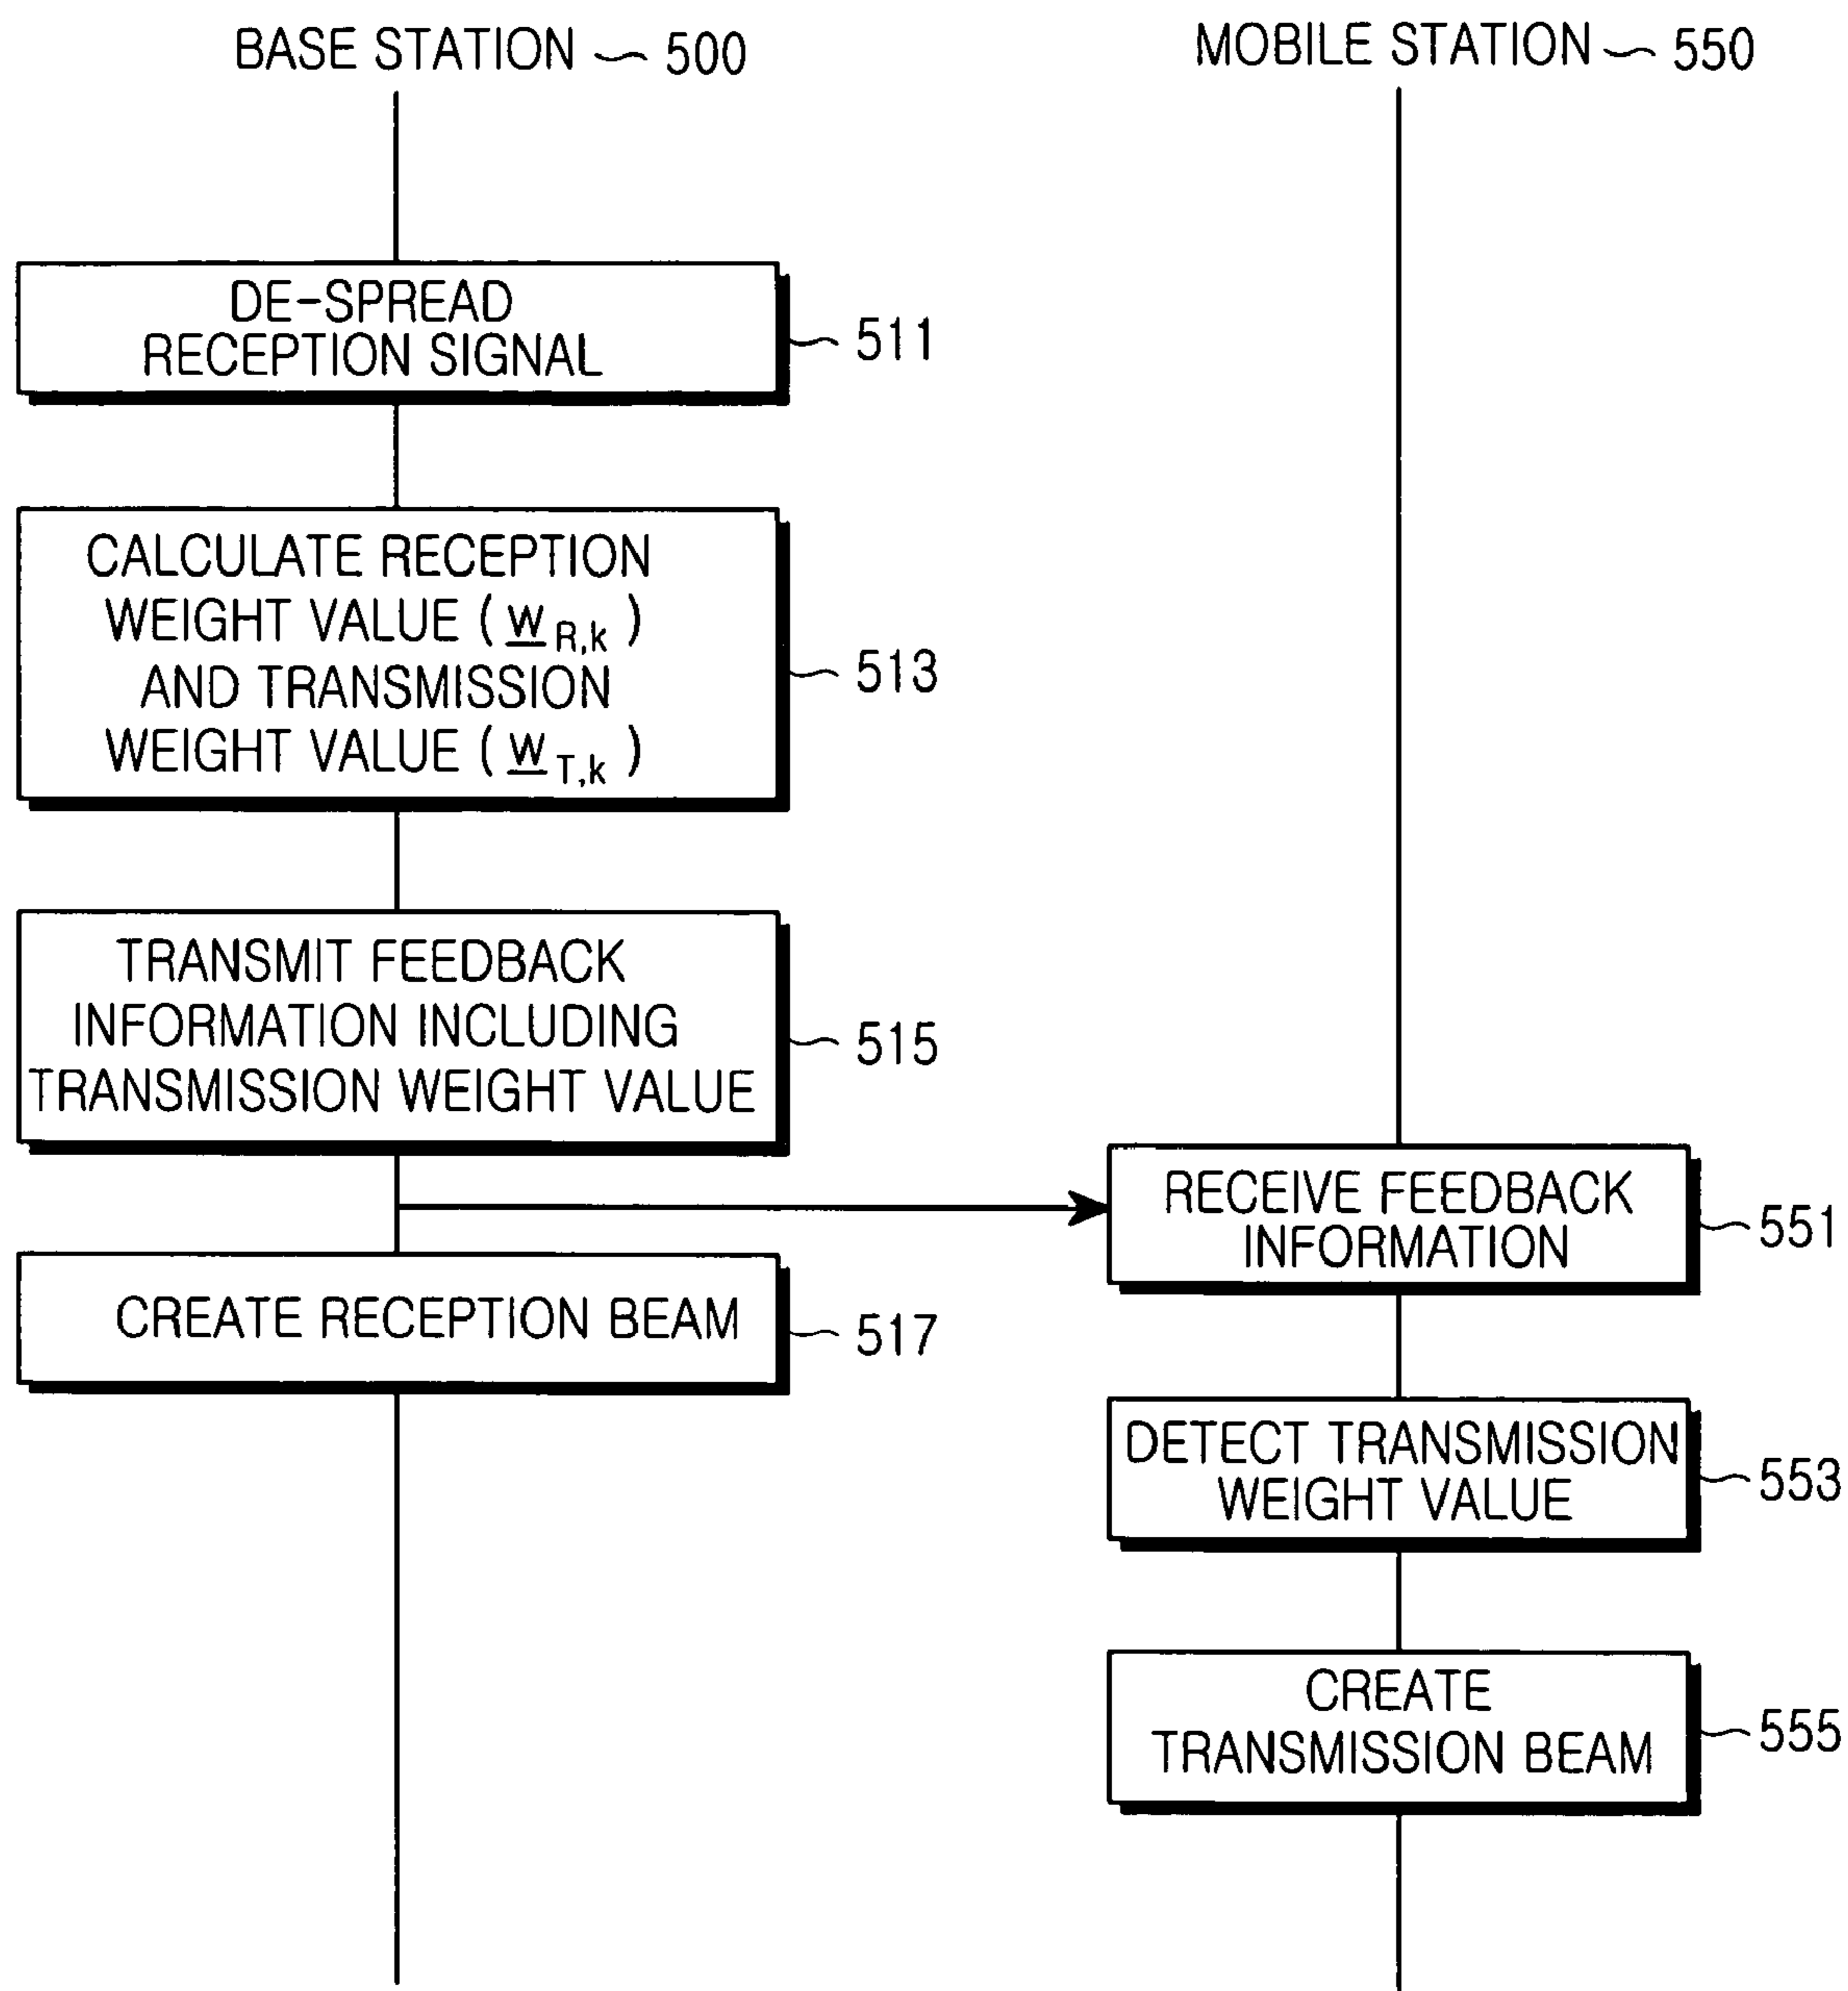 BASE STATION 500
MOBILE STATION 550
DE-SPREAD
RECEPTION SIGNAL
511
CALCULATE RECEPTION
WEIGHT VALUE (w R,k)
AND TRANSMISSION
WEIGHT VALUE (w T,k)
513
TRANSMIT FEEDBACK
INFORMATION INCLUDING
TRANSMISSION WEIGHT VALUE
515
RECEIVE FEEDBACK
INFORMATION
551
CREATE RECEPTION BEAM
517
DETECT TRANSMISSION
WEIGHT VALUE
553
CREATE
TRANSMISSION BEAM
555